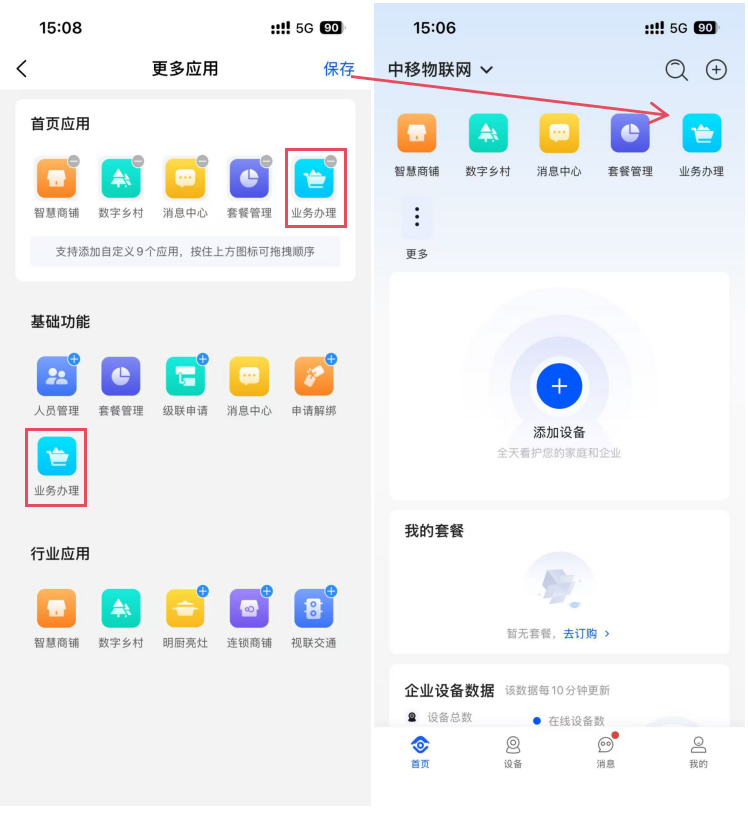 15:08
5G 90
更多应用
保存
首页应用
智慧商铺 数字乡村 消息中心 套餐管理 业务办理
支持添加自定义9个应用，按住上方图标可拖拽顺序
基础功能
人员管理 套餐管理 级联申请 消息中心 申请解绑
业务办理
行业应用
智慧商铺 数字乡村 明厨亮灶 连锁商铺 视联交通
15:06
5G 90
中移物联网
智慧商铺 数字乡村 消息中心 套餐管理 业务办理
更多
添加设备
全天看护您的家庭和企业
我的套餐
暂无套餐，去订购
企业设备数据 该数据每10分钟更新
设备总数 在线设备数
首页 设备 消息 我的